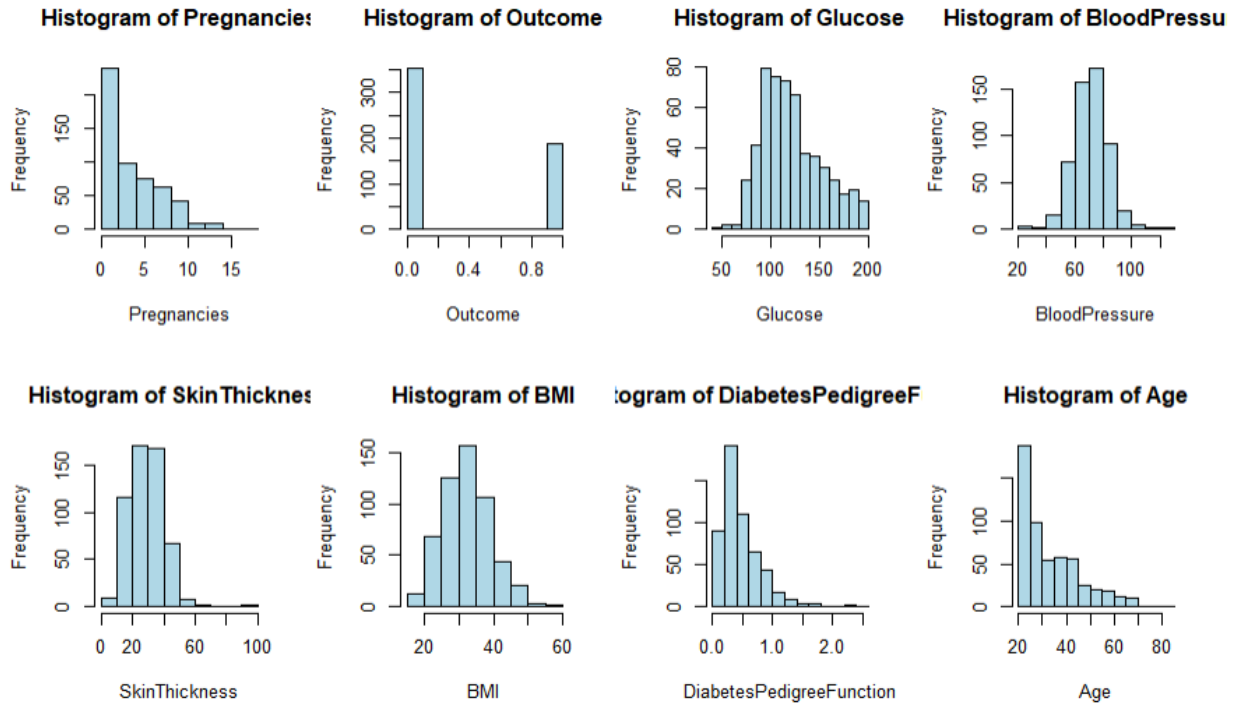 Histogram of Pregnancies
Frequency
150
50
0
0 5 10 15
Pregnancies
Histogram of Outcome
Frequency
300
200
100
0
0.0 0.4 0.8
Outcome
Histogram of Glucose
Frequency
80
60
40
20
0
50 100 150 200
Glucose
Histogram of BloodPressu
Frequency
150
100
50
0
20 60 100
BloodPressure
Histogram of SkinThicknes
Frequency
150
100
50
0
0 20 60 100
SkinThickness
Histogram of BMI
Frequency
150
100
50
0
20 40 60
BMI
togram of DiabetesPedigreeF
Frequency
100
50
0
0.0 1.0 2.0
DiabetesPedigreeFunction
Histogram of Age
Frequency
100
50
0
20 40 60 80
Age